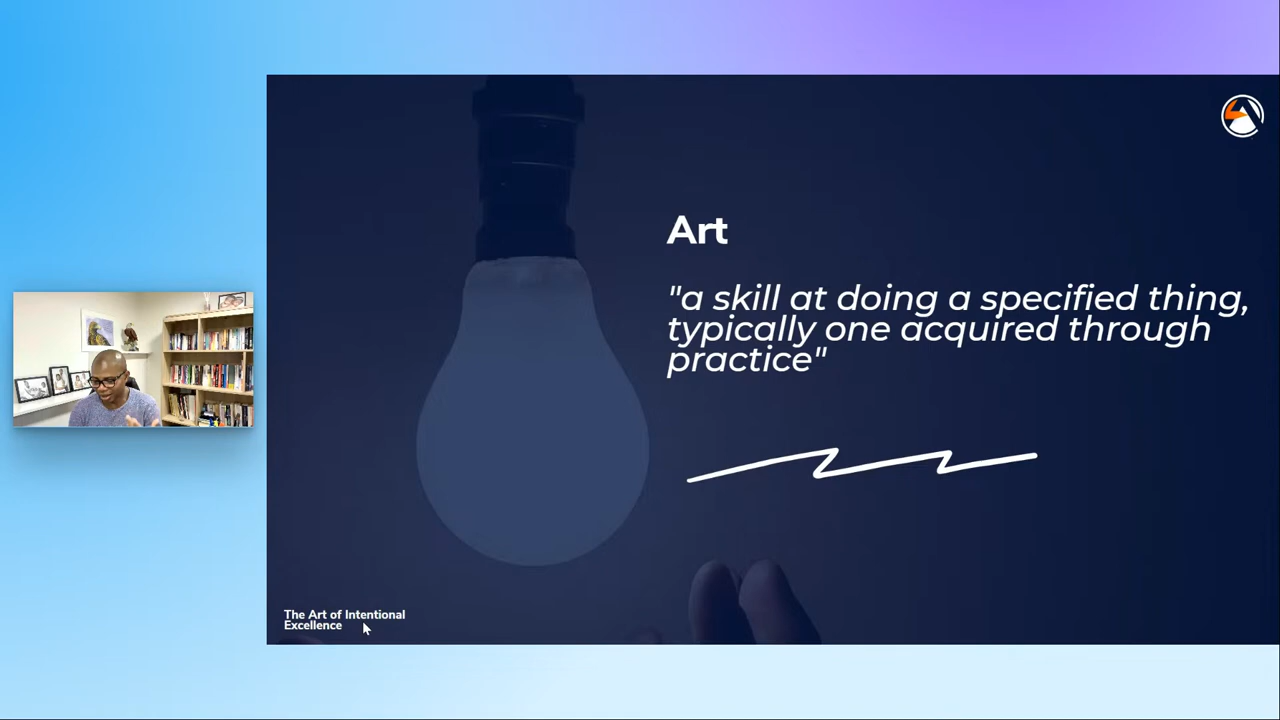 Art
"a skill at doing a specified thing,
typically one acquired through
practice"
The Art of Intentional
Excellence